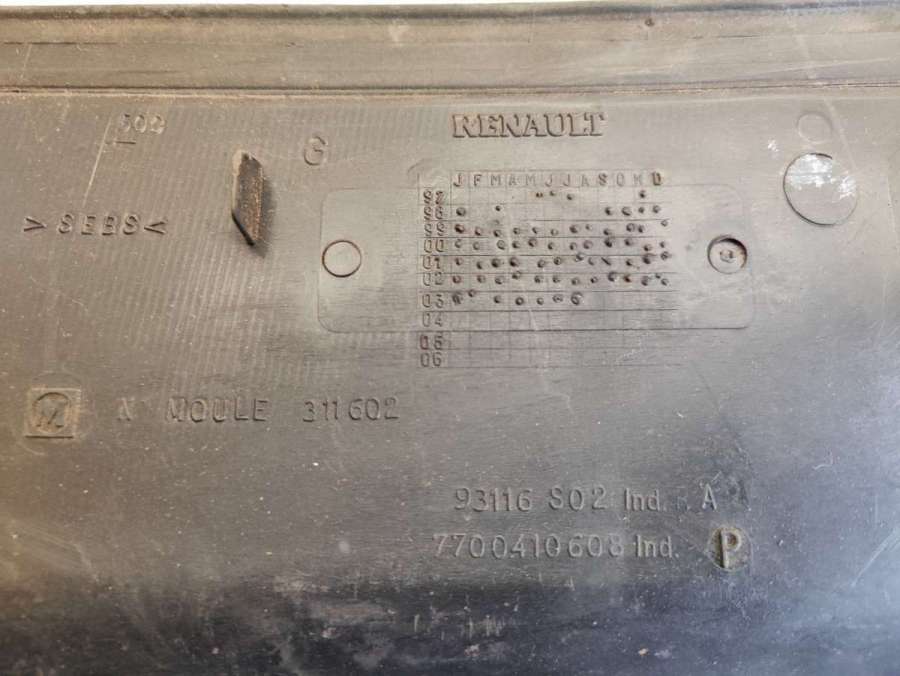 302
G
RENAULT
J F M A M J J A S O N D
97
98
99
00
01
02
03
04
05
06
>SEBS<
N MOULE 311602
93116 S02 Ind. A
7700410608 Ind. P